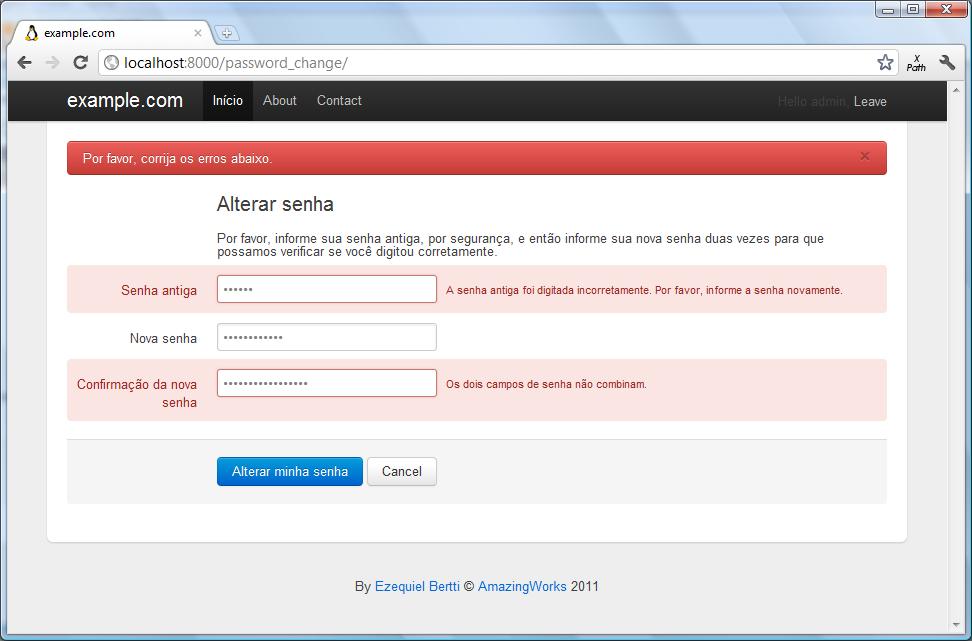 example.com
localhost:8000/password_change/
X
Path
example.com Início About Contact Hello admin, Leave
Por favor, corrija os erros abaixo. ×
Alterar senha
Por favor, informe sua senha antiga, por segurança, e então informe sua nova senha duas vezes para que
possamos verificar se você digitou corretamente.
Senha antiga •••••• A senha antiga foi digitada incorretamente. Por favor, informe a senha novamente.
Nova senha ••••••••••••
Confirmação da nova ••••••••••••••••• Os dois campos de senha não combinam.
senha
Alterar minha senha Cancel
By Ezequiel Bertti © AmazingWorks 2011